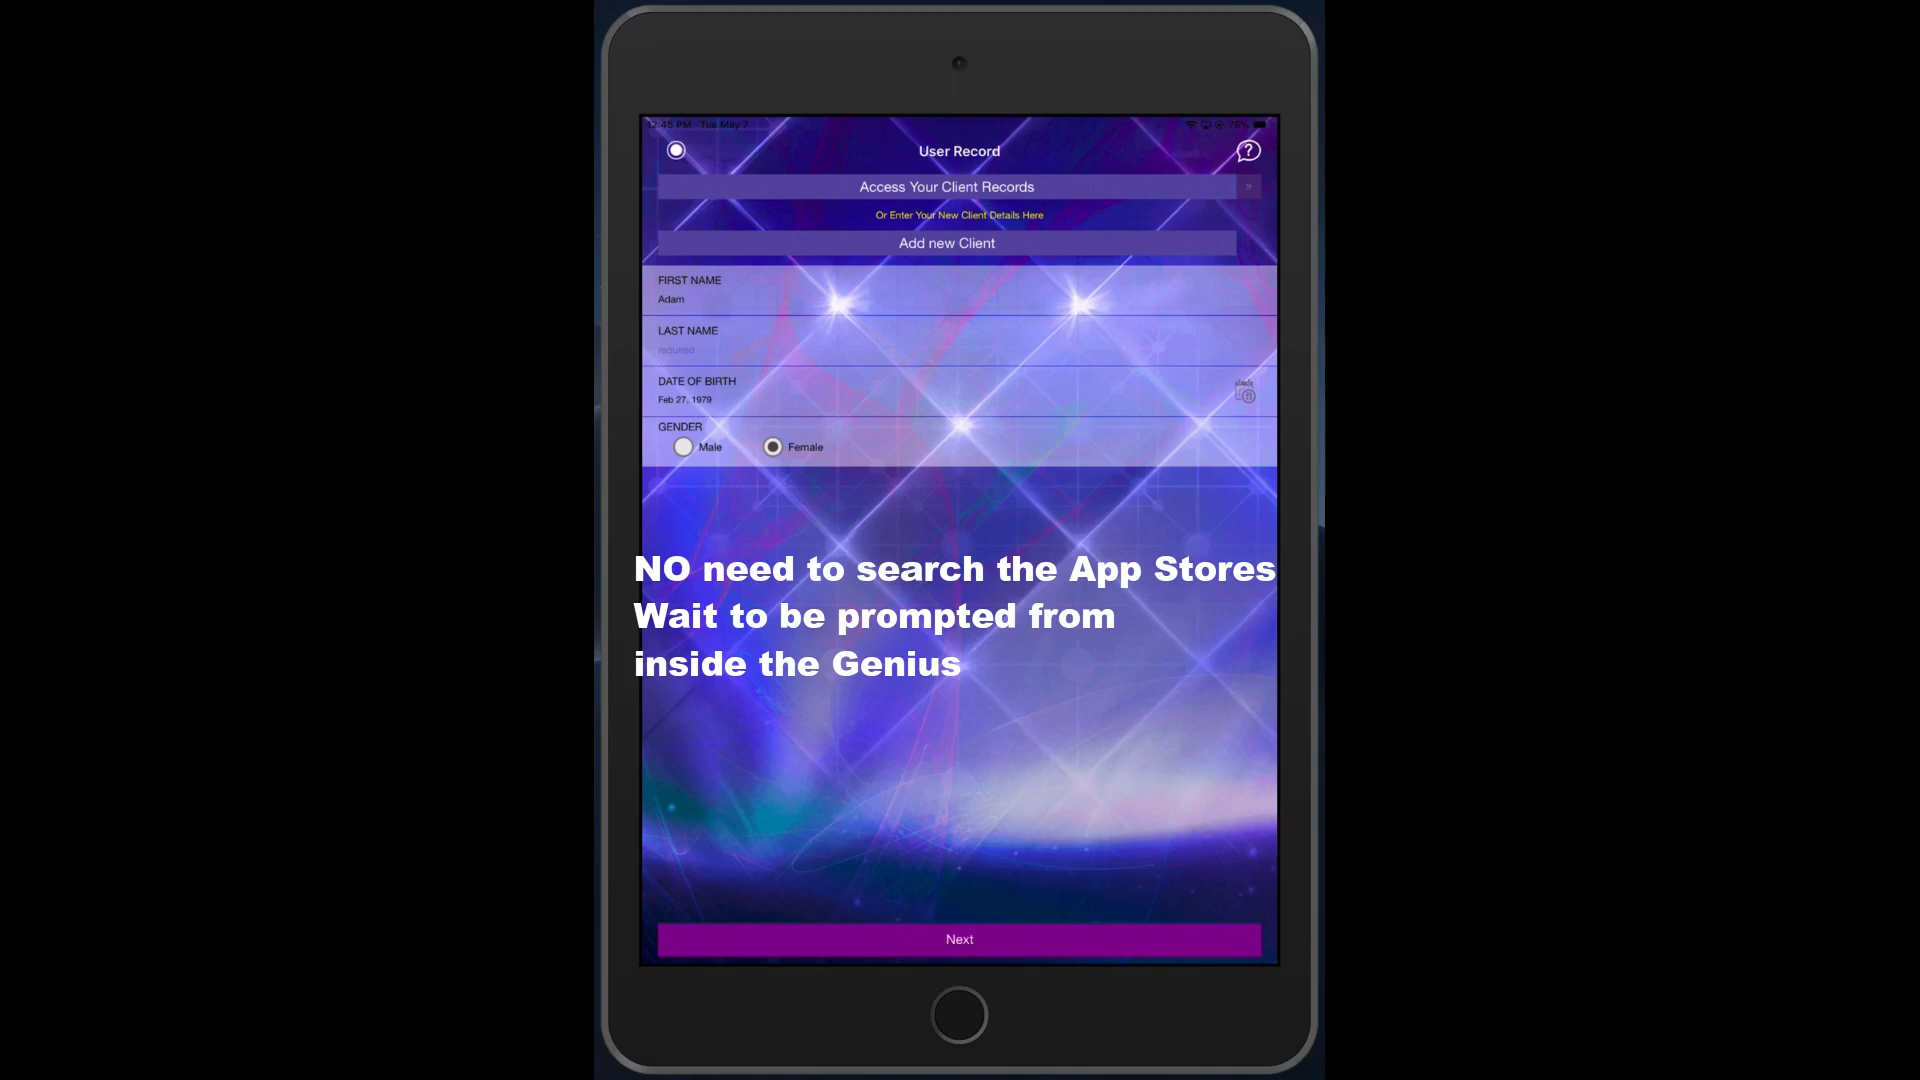 12:45 PM Tue May 7
76%
User Record
?
Access Your Client Records
»
Or Enter Your New Client Details Here
Add new Client
FIRST NAME
Adam
LAST NAME
required
DATE OF BIRTH
Feb 27, 1979
GENDER
Male Female
NO need to search the App Stores
Wait to be prompted from
inside the Genius
Next